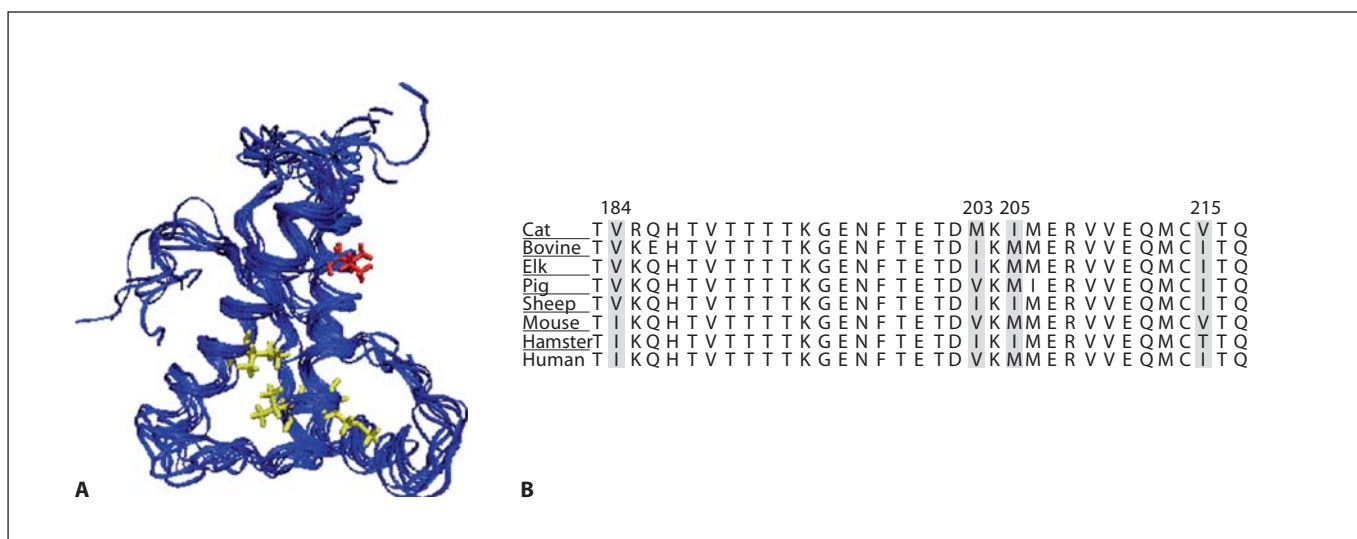 184 203 205 215
Cat T V R Q H T V T T T T K G E N F T E T D M K I M E R V V E Q M C V T Q
Bovine T V K E H T V T T T T K G E N F T E T D I K M M E R V V E Q M C I T Q
Elk T V K Q H T V T T T T K G E N F T E T D I K M M E R V V E Q M C I T Q
Pig T V K Q H T V T T T T K G E N F T E T D V K M I E R V V E Q M C I T Q
Sheep T V K Q H T V T T T T K G E N F T E T D I K I M E R V V E Q M C I T Q
Mouse T I K Q H T V T T T T K G E N F T E T D V K M M E R V V E Q M C V T Q
Hamster T I K Q H T V T T T T K G E N F T E T D I K I M E R V V E Q M C T T Q
Human T I K Q H T V T T T T K G E N F T E T D V K M M E R V V E Q M C I T Q
A B